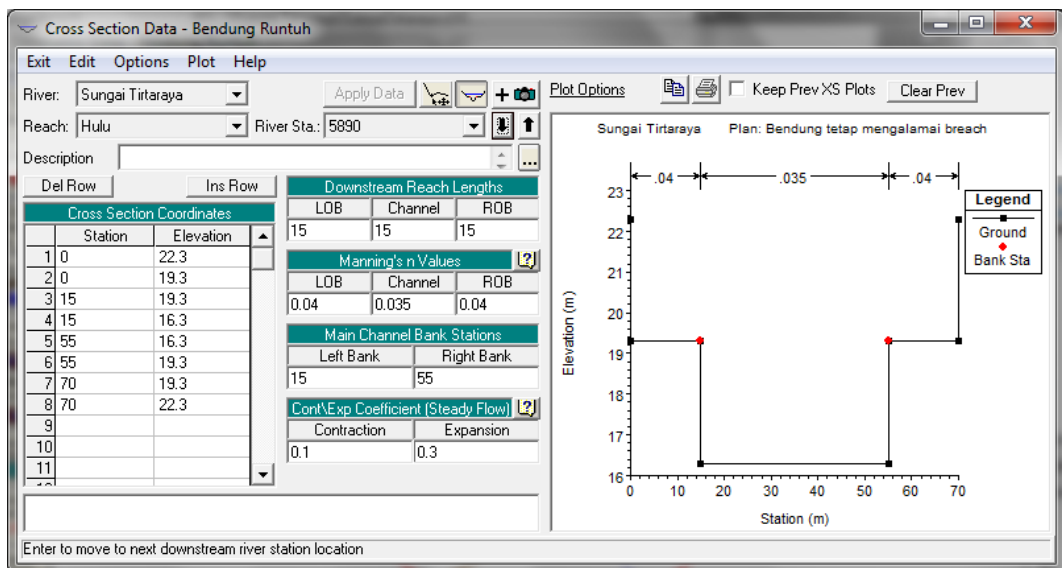 Cross Section Data - Bendung Runtuh
Exit Edit Options Plot Help
River: Sungai Tirtaraya
Apply Data
Reach: Hulu
River Sta.: 5890
Description
...
Del Row Ins Row
Cross Section Coordinates
Station Elevation
1 0 22.3
2 0 19.3
3 15 19.3
4 15 16.3
5 55 16.3
6 55 19.3
7 70 19.3
8 70 22.3
9
10
11
Downstream Reach Lengths
LOB Channel ROB
15 15 15
Manning's n Values
LOB Channel ROB
0.04 0.035 0.04
Main Channel Bank Stations
Left Bank Right Bank
15 55
Cont\Exp Coefficient (Steady Flow)
Contraction Expansion
0.1 0.3
Enter to move to next downstream river station location
Plot Options
Keep Prev XS Plots
Clear Prev
Sungai Tirtaraya Plan: Bendung tetap mengalamai breach
.04 .035 .04
23
22
21
20
19
18
17
16
Elevation (m)
0 10 20 30 40 50 60 70
Station (m)
Legend
Ground
Bank Sta